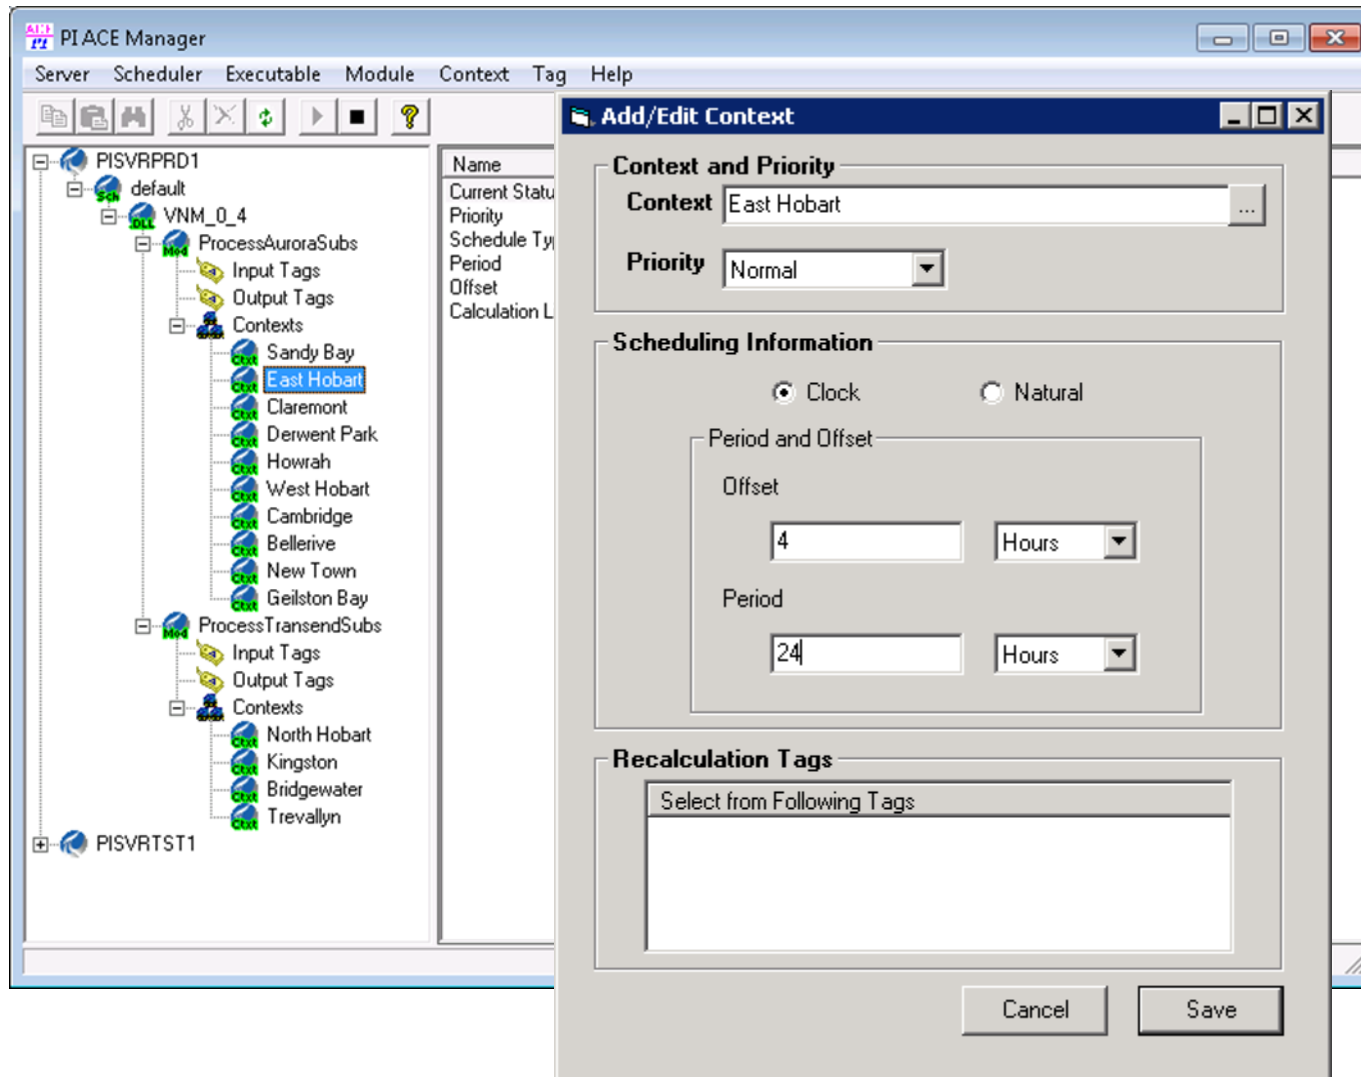 PI ACE Manager
Server Scheduler Executable Module Context Tag Help
PISVRPRD1
default
VNM_0_4
ProcessAuroraSubs
Input Tags
Output Tags
Contexts
Sandy Bay
East Hobart
Claremont
Derwent Park
Howrah
West Hobart
Cambridge
Bellerive
New Town
Geilston Bay
ProcessTransendSubs
Input Tags
Output Tags
Contexts
North Hobart
Kingston
Bridgewater
Trevallyn
PISVRTST1
Name
Current Statu
Priority
Schedule Ty
Period
Offset
Calculation L
Add/Edit Context
Context and Priority
Context East Hobart ...
Priority Normal
Scheduling Information
Clock Natural
Period and Offset
Offset
4 Hours
Period
24 Hours
Recalculation Tags
Select from Following Tags
Cancel Save